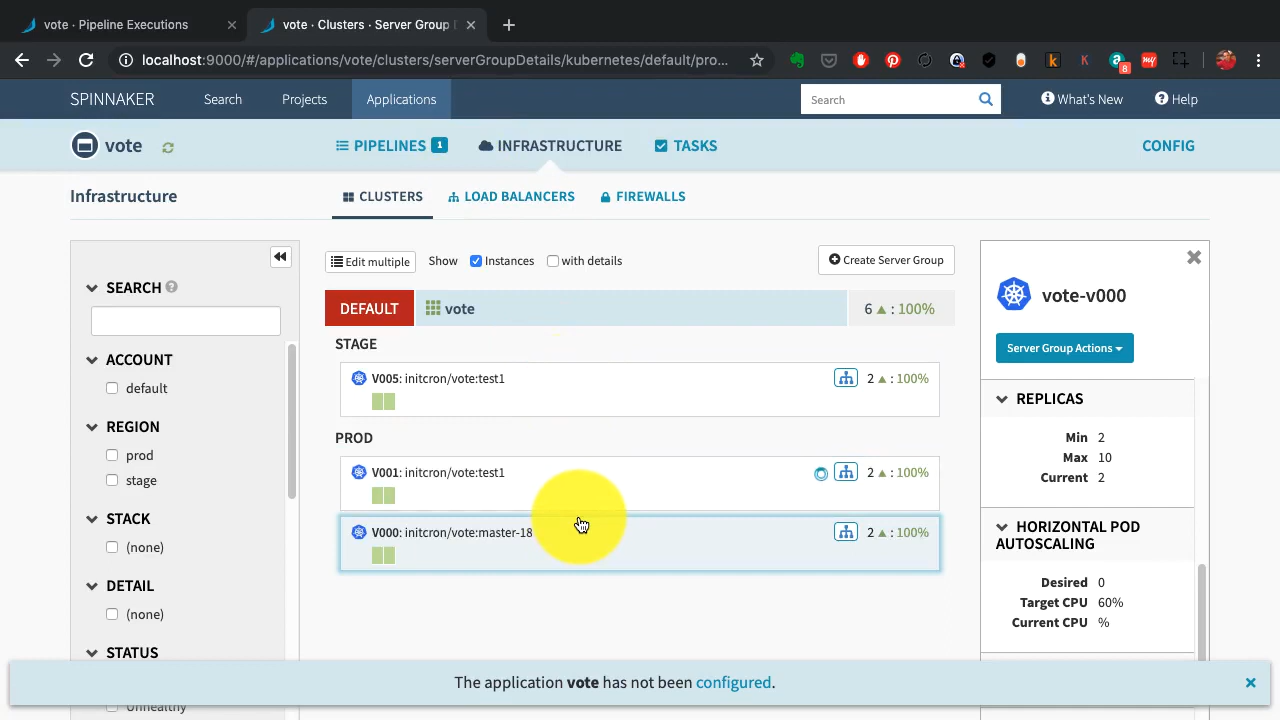 vote · Pipeline Executions
vote · Clusters · Server Group D
localhost:9000/#/applications/vote/clusters/serverGroupDetails/kubernetes/default/pro...
8
SPINNAKER
Search
Projects
Applications
Search
What's New
Help
vote
PIPELINES 1
INFRASTRUCTURE
TASKS
CONFIG
Infrastructure
CLUSTERS
LOAD BALANCERS
FIREWALLS
SEARCH
ACCOUNT
default
REGION
prod
stage
STACK
(none)
DETAIL
(none)
STATUS
Unhealthy
Edit multiple
Show
Instances
with details
Create Server Group
DEFAULT
vote
6 : 100%
STAGE
V005: initcron/vote:test1
2 : 100%
PROD
V001: initcron/vote:test1
2 : 100%
V000: initcron/vote:master-18
2 : 100%
vote-v000
Server Group Actions
REPLICAS
Min 2
Max 10
Current 2
HORIZONTAL POD
AUTOSCALING
Desired 0
Target CPU 60%
Current CPU %
The application vote has not been configured.